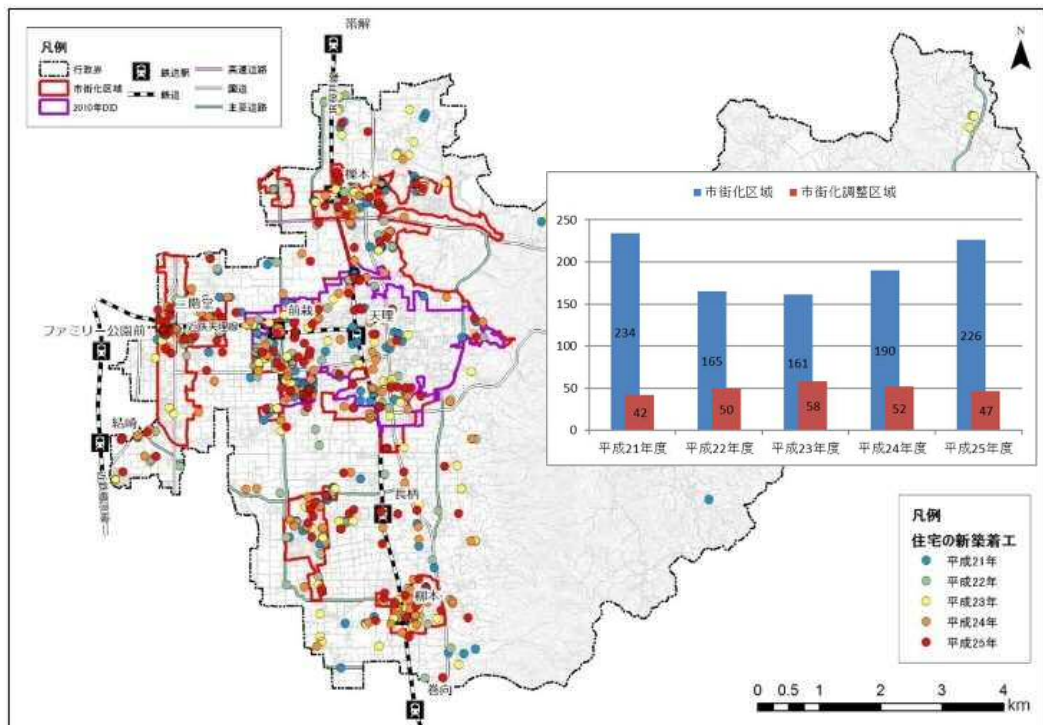 帯解
凡例
行政界
市街化区域
2010年DID
鉄道駅
鉄道
高速道路
国道
主要道路
N
櫟本
市街化区域
市街化調整区域
250
200
150
100
50
0
234
165
161
190
226
42
50
58
52
47
平成21年度
平成22年度
平成23年度
平成24年度
平成25年度
二階堂
前栽
天理
近鉄天理線
ファミリー公園前
結崎
長柄
柳本
巻向
凡例
住宅の新築着工
平成21年
平成22年
平成23年
平成24年
平成25年
0 0.5 1 2 3 4
km